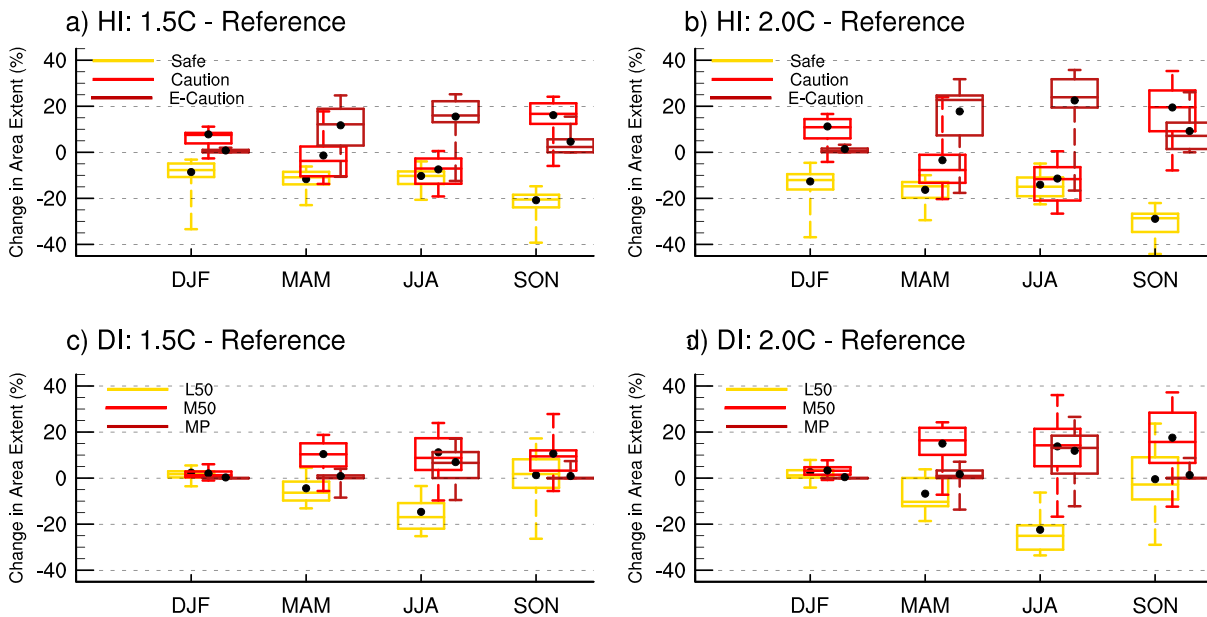 a) HI: 1.5C - Reference
Change in Area Extent (%)
40
20
0
-20
-40
Safe
Caution
E-Caution
DJF MAM JJA SON
b) HI: 2.0C - Reference
Change in Area Extent (%)
40
20
0
-20
-40
Safe
Caution
E-Caution
DJF MAM JJA SON
c) DI: 1.5C - Reference
Change in Area Extent (%)
40
20
0
-20
-40
L50
M50
MP
DJF MAM JJA SON
d) DI: 2.0C - Reference
Change in Area Extent (%)
40
20
0
-20
-40
L50
M50
MP
DJF MAM JJA SON